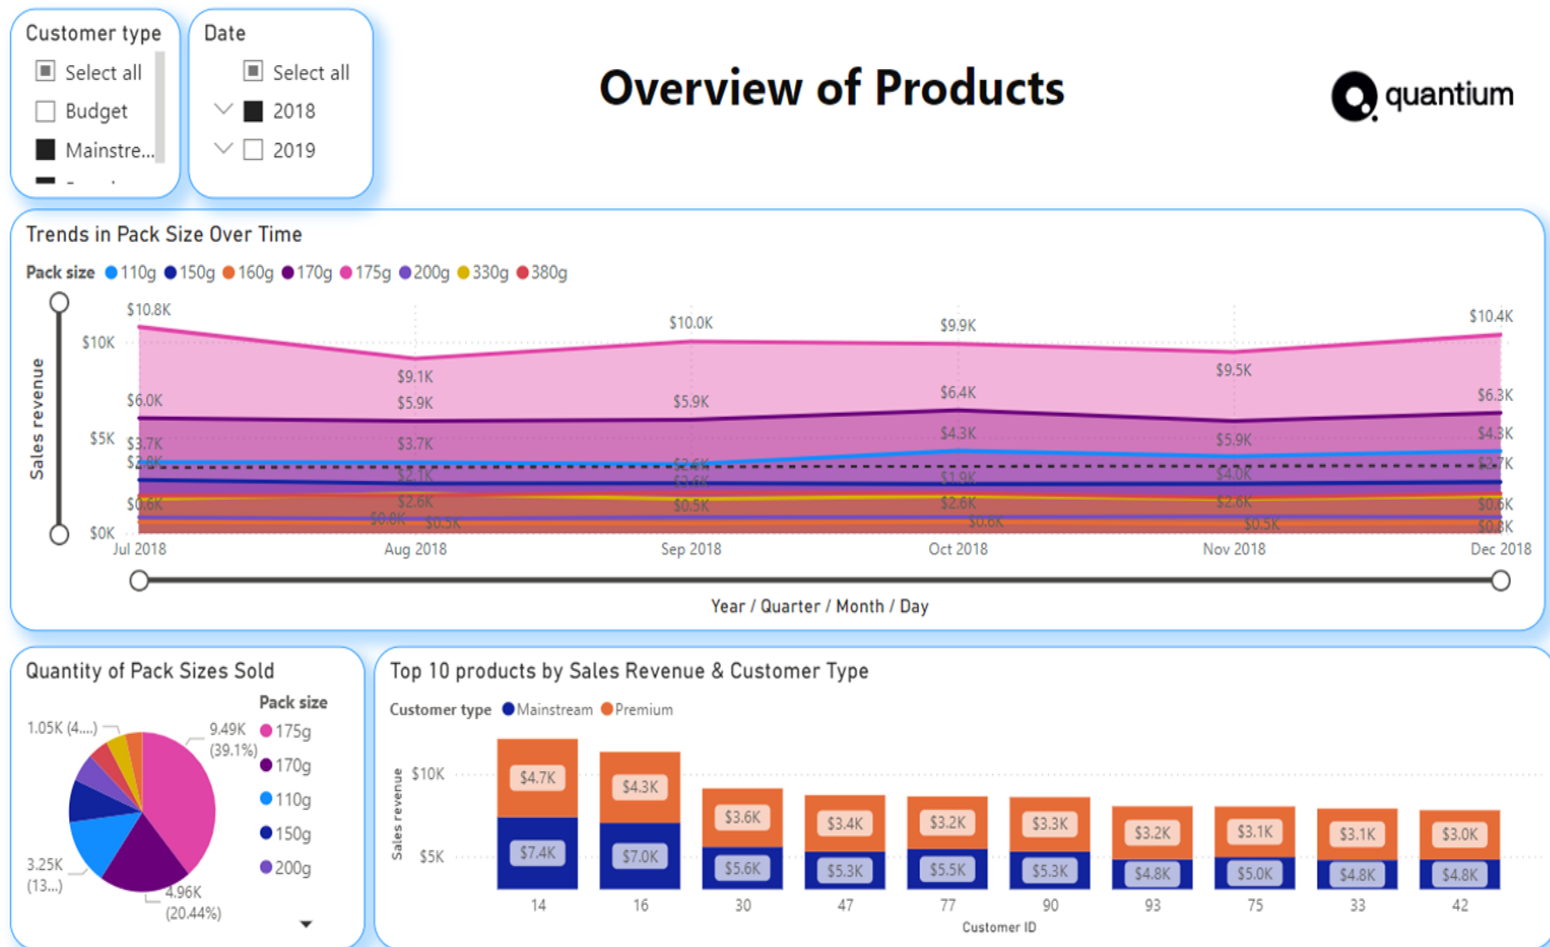 Customer type
Select all
Budget
Mainstre...
Date
Select all
2018
2019
Overview of Products
quantium
Trends in Pack Size Over Time
Pack size 110g 150g 160g 170g 175g 200g 330g 380g
Sales revenue
$10K
$5K
$0K
$10.8K
$9.1K
$10.0K
$9.9K
$9.5K
$10.4K
$6.0K
$5.9K
$5.9K
$6.4K
$5.9K
$6.3K
$3.7K
$3.7K
$4.3K
$4.0K
$4.3K
$2.1K
$1.9K
$2.6K
$2.6K
$2.6K
$0.6K
$0.5K
$0.8K
$0.5K
$0.6K
$0.5K
Jul 2018 Aug 2018 Sep 2018 Oct 2018 Nov 2018 Dec 2018
Year / Quarter / Month / Day
Quantity of Pack Sizes Sold
Pack size
175g
170g
110g
150g
200g
1.05K (4....)
9.49K
(39.1%)
3.25K
(13...)
4.96K
(20.44%)
Top 10 products by Sales Revenue & Customer Type
Customer type Mainstream Premium
Sales revenue
$10K
$5K
$4.7K $4.3K $3.6K $3.4K $3.2K $3.3K $3.2K $3.1K $3.1K $3.0K
$7.4K $7.0K $5.6K $5.3K $5.5K $5.3K $4.8K $5.0K $4.8K $4.8K
14 16 30 47 77 90 93 75 33 42
Customer ID